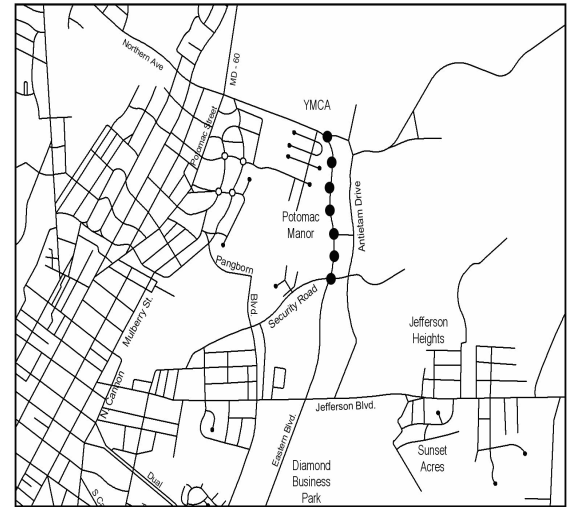 Northern Ave
MD - 60
YMCA
Potomac Street
Potomac
Manor
Antietam Drive
Pangborn
Blvd
Security Road
Mulberry St.
Jefferson
Heights
N Cannon
Jefferson Blvd.
Eastern Blvd.
Sunset
Acres
Diamond
Business
Park
Dual